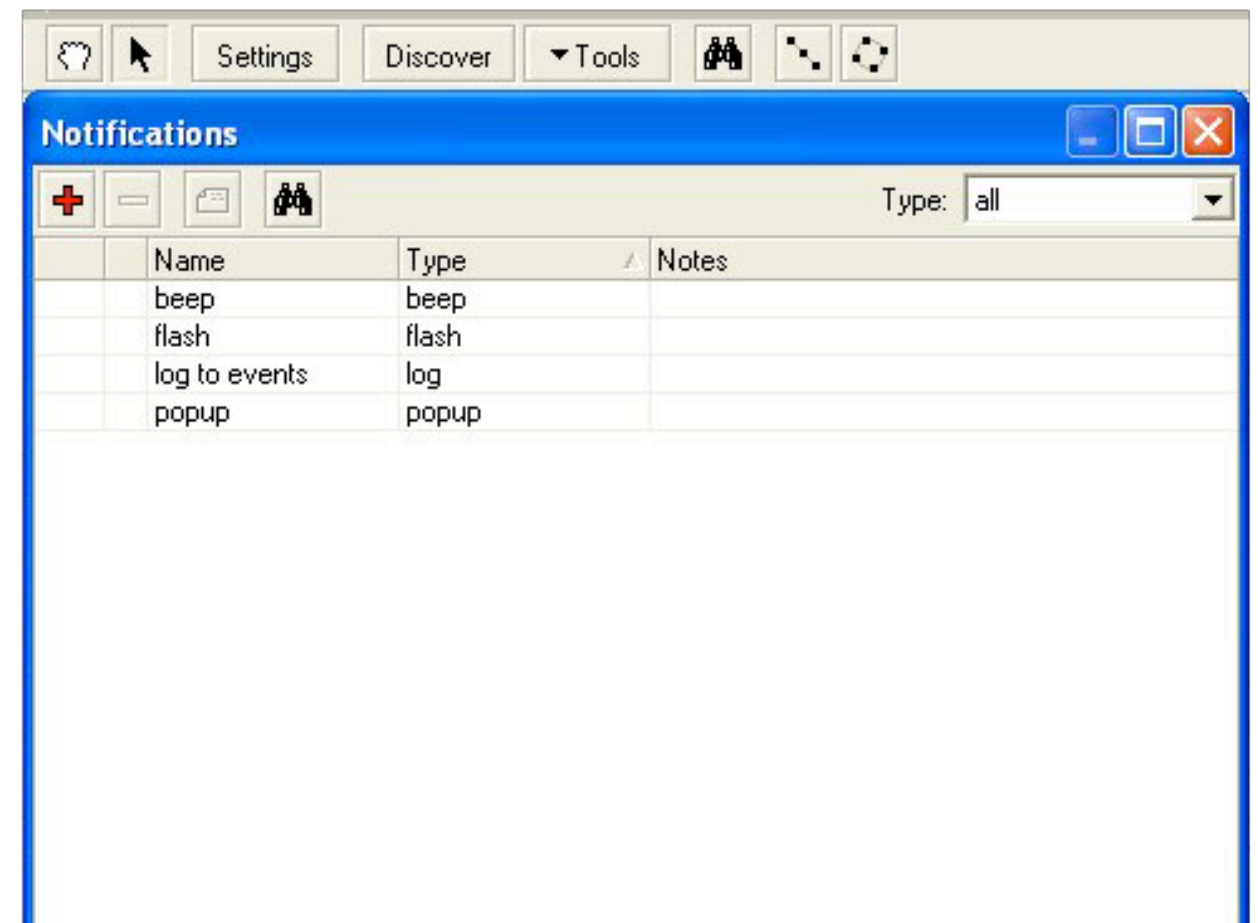 Settings Discover Tools
Notifications
Type: all
Name Type Notes
beep beep
flash flash
log to events log
popup popup